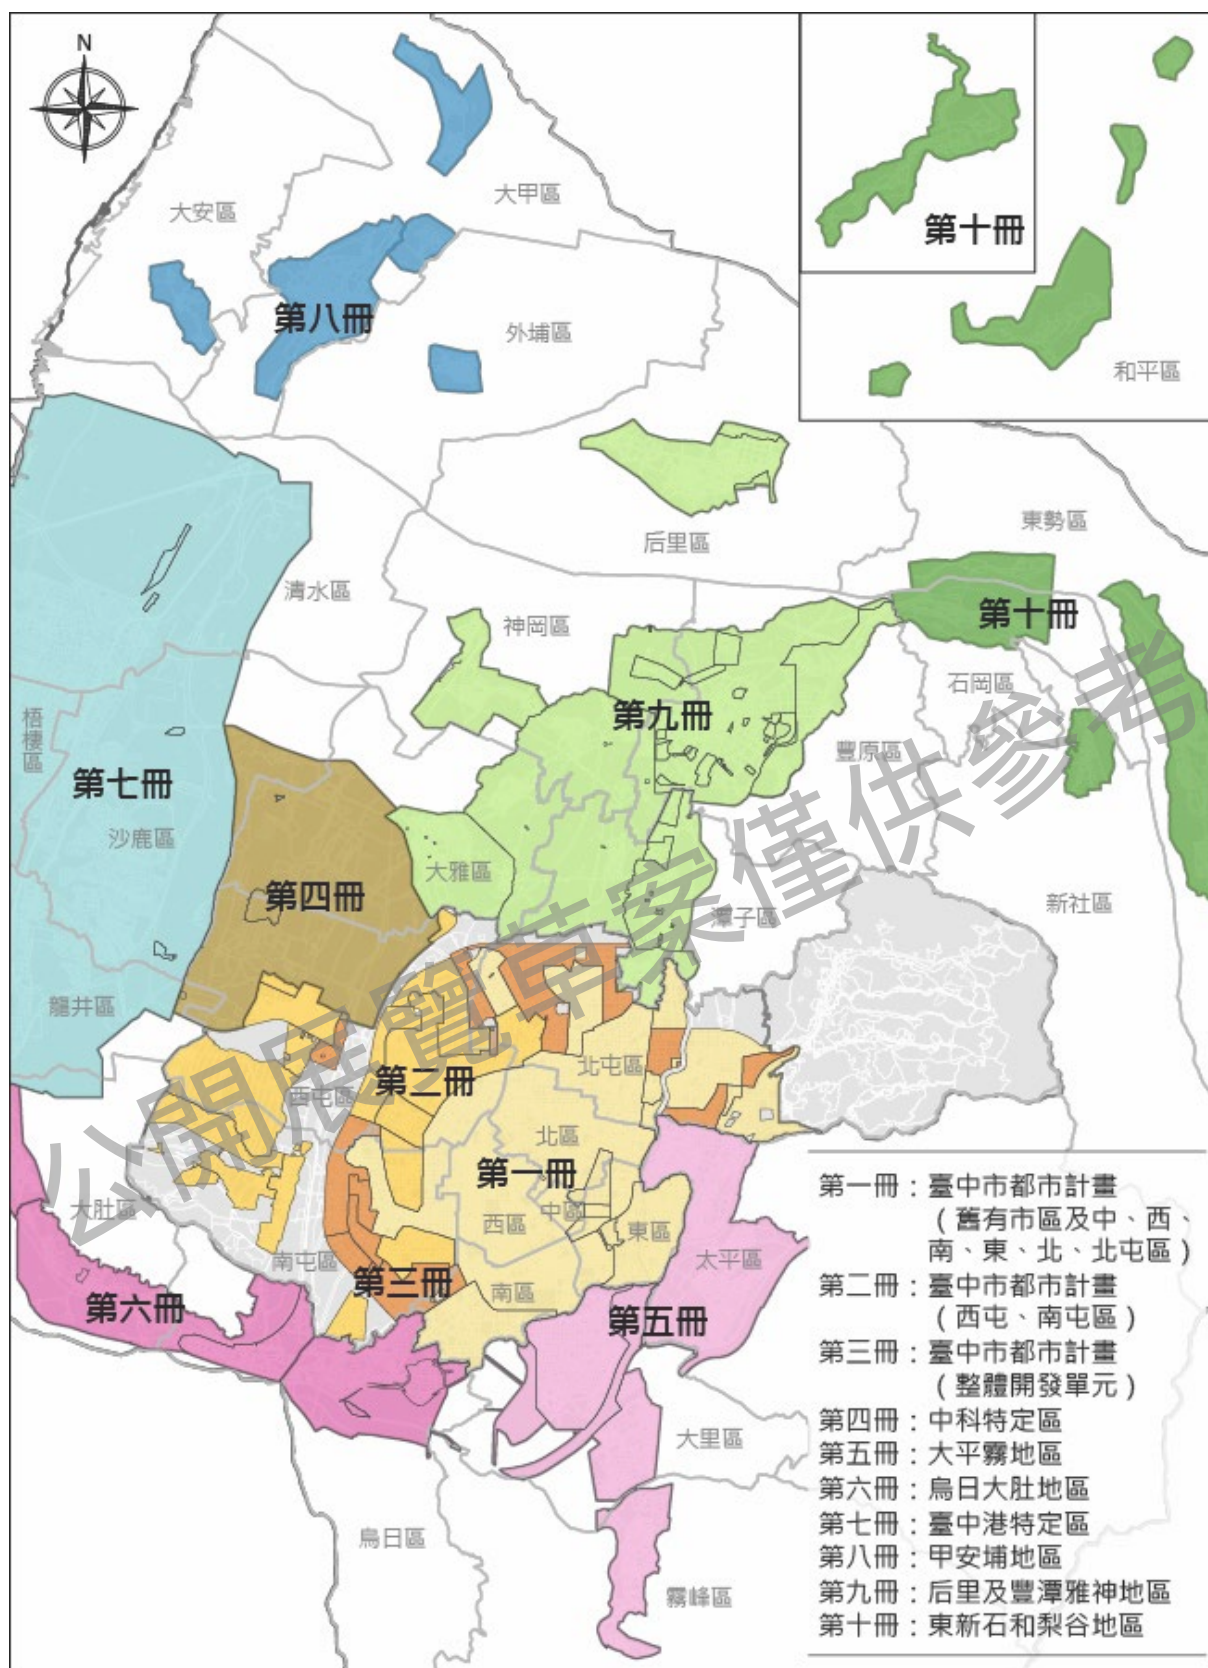 N
大甲區
大安區
第十冊
第八冊
外埔區
和平區
東勢區
后里區
清水區
神岡區
第十冊
石岡區
第九冊
梧棲區
豐原區
第七冊
沙鹿區
大雅區
第四冊
新社區
潭子區
龍井區
北屯區
第二冊
西屯區
北區
第一冊
中區
西區
大肚區
東區
太平區
南屯區
第三冊
南區
第六冊
第五冊
大里區
烏日區
霧峰區
公開展覽草案僅供參考
第一冊：臺中市都市計畫
（舊有市區及中、西、
南、東、北、北屯區）
第二冊：臺中市都市計畫
（西屯、南屯區）
第三冊：臺中市都市計畫
（整體開發單元）
第四冊：中科特定區
第五冊：大平霧地區
第六冊：烏日大肚地區
第七冊：臺中港特定區
第八冊：甲安埔地區
第九冊：后里及豐潭雅神地區
第十冊：東新石和梨谷地區